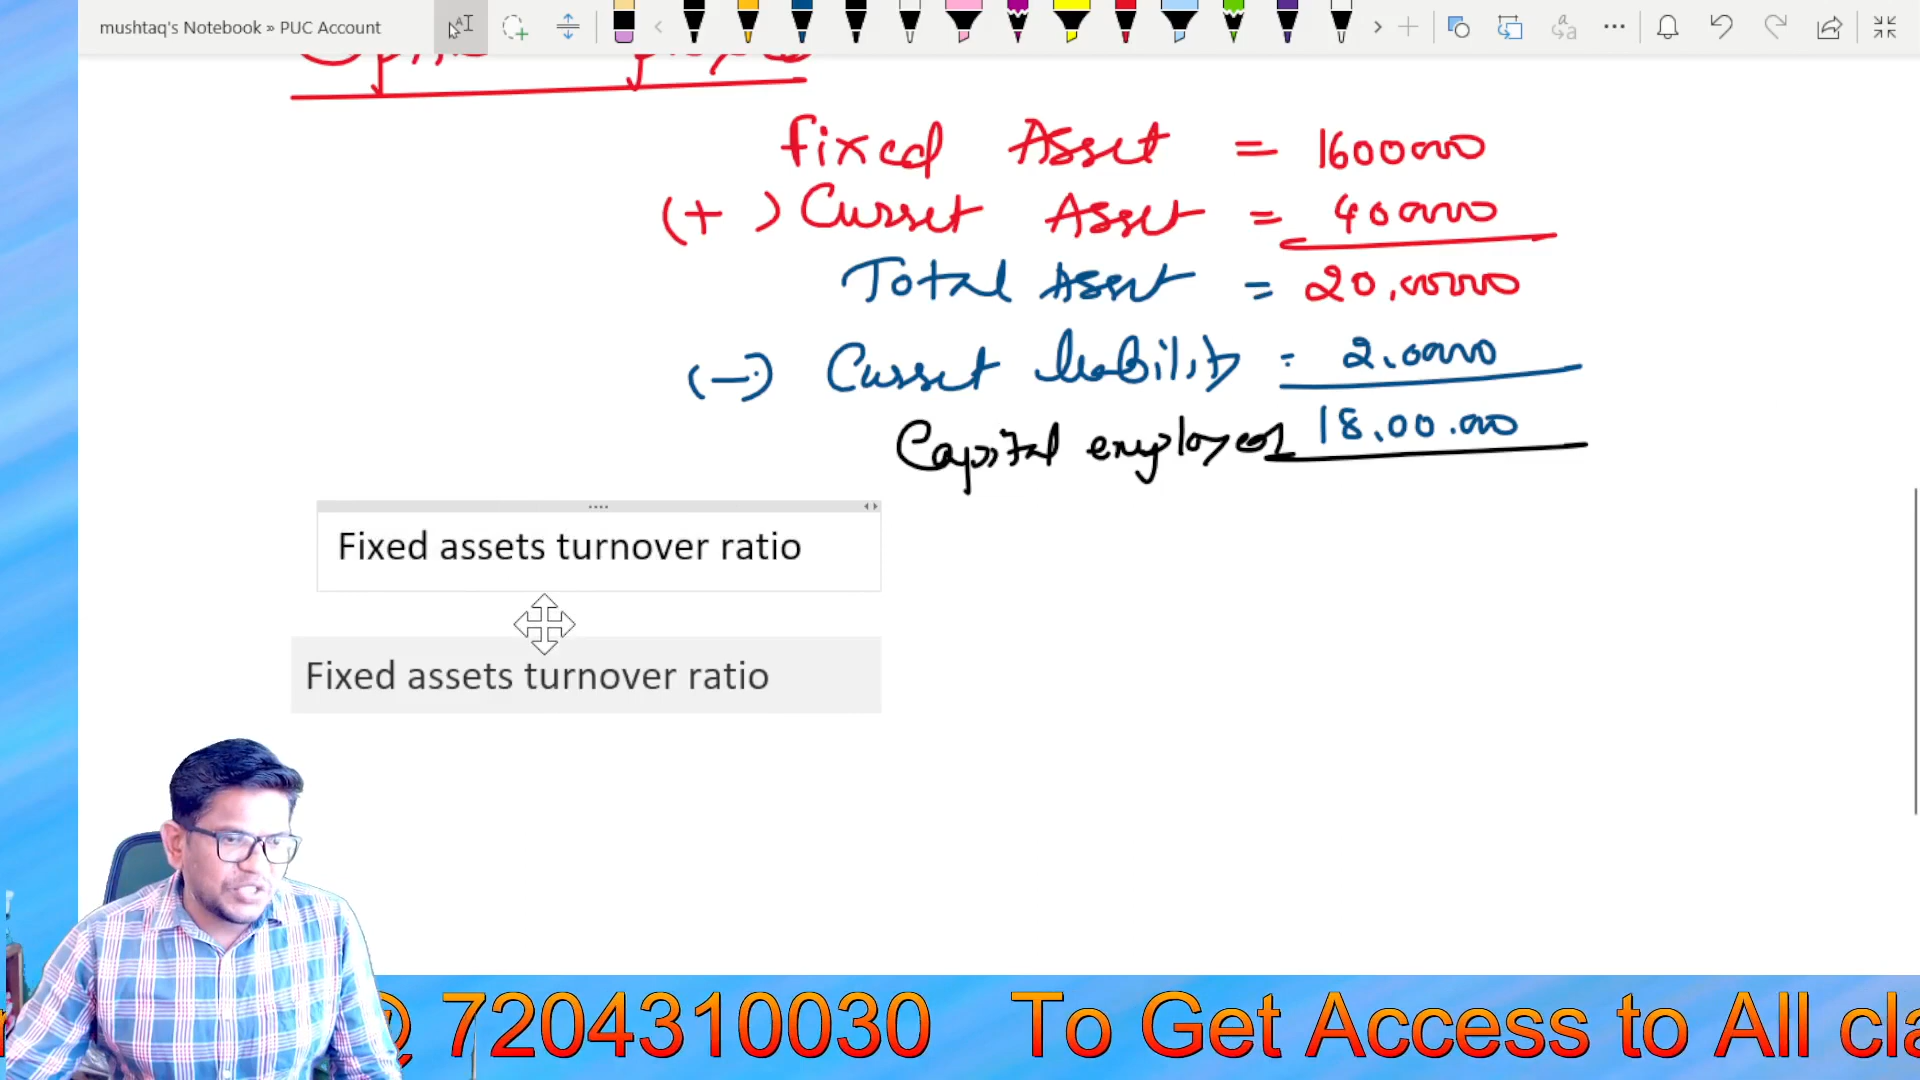 mushtaq's Notebook » PUC Account
fixed Asset = 1600000
(+) Current Asset = 400000
Total Asset = 20,00000
(-) Current liability = 2,00000
Capital employed 18,00,000
Fixed assets turnover ratio
Fixed assets turnover ratio
@ 7204310030 To Get Access to All cla